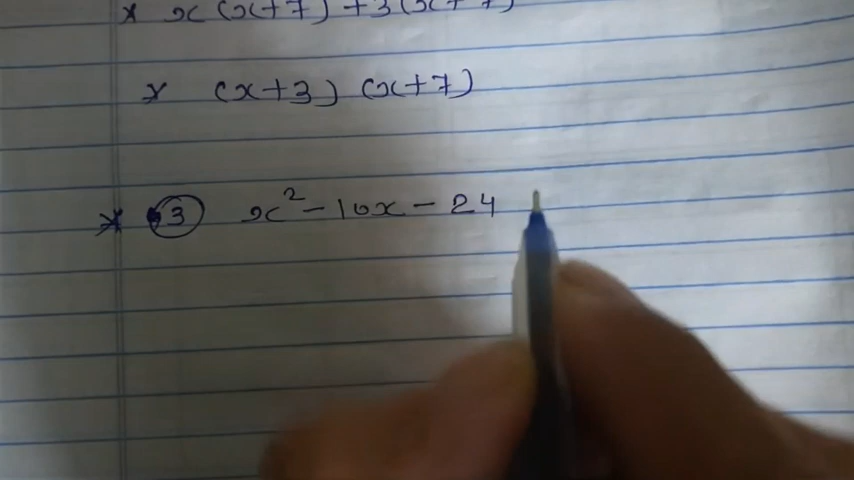 * x (x+7) + 3 (x+7)
* (x+3) (x+7)
* 3 x² - 10x - 24